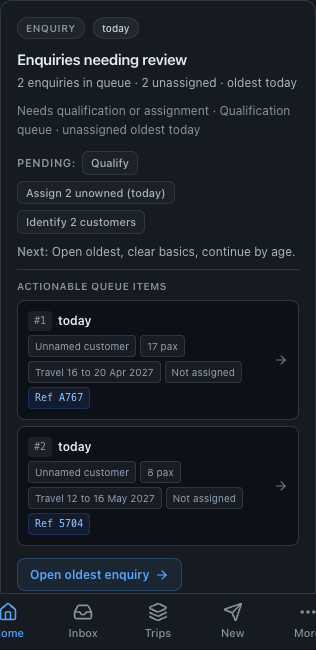 ENQUIRY today
Enquiries needing review
2 enquiries in queue · 2 unassigned · oldest today
Needs qualification or assignment · Qualification
queue · unassigned oldest today
PENDING: Qualify
Assign 2 unowned (today)
Identify 2 customers
Next: Open oldest, clear basics, continue by age.
ACTIONABLE QUEUE ITEMS
#1 today
Unnamed customer 17 pax
Travel 16 to 20 Apr 2027 Not assigned
Ref A767
#2 today
Unnamed customer 8 pax
Travel 12 to 16 May 2027 Not assigned
Ref 5704
Open oldest enquiry →
ome Inbox Trips New Mor